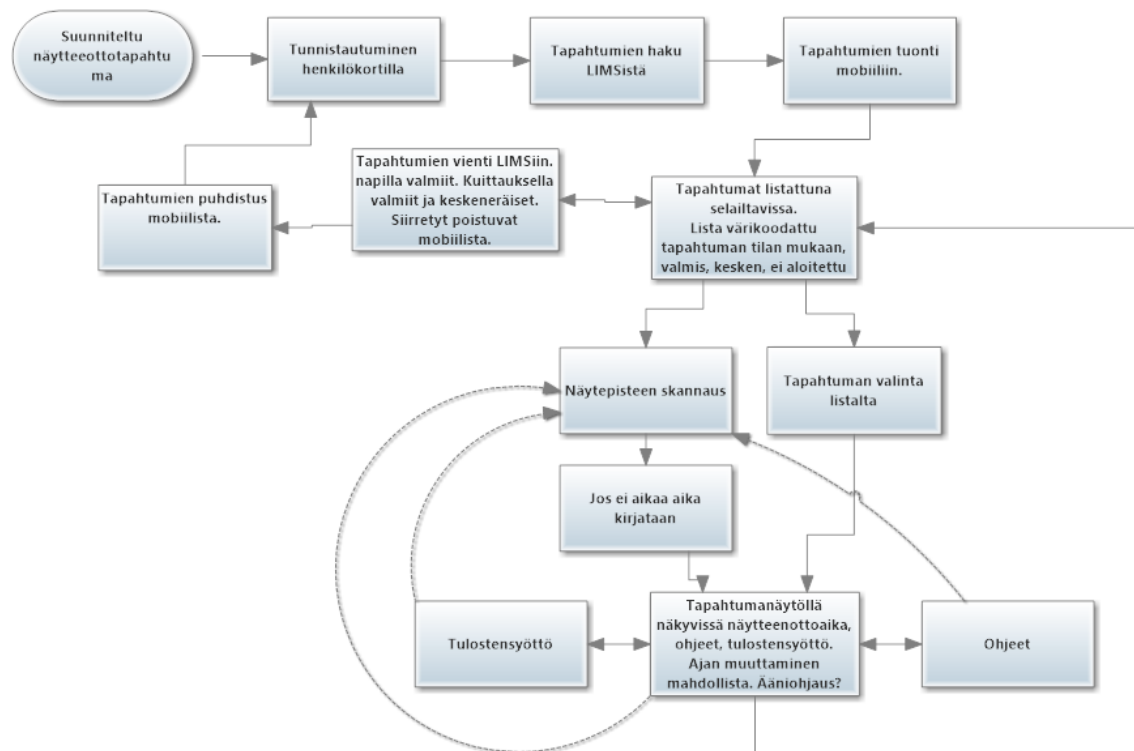 Suunniteltu
näytteeottotapahtu
ma
Tunnistautuminen
henkilökortilla
Tapahtumien haku
LIMSistä
Tapahtumien tuonti
mobiiliin.
Tapahtumien puhdistus
mobiilista.
Tapahtumien vienti LIMSiin.
napilla valmiit. Kuittauksella
valmiit ja keskeneräiset.
Siirretyt poistuvat
mobiilista.
Tapahtumat listattuna
selailtavissa.
Lista värikoodattu
tapahtuman tilan mukaan,
valmis, kesken, ei aloitettu
Näytepisteen skannaus
Tapahtuman valinta
listalta
Jos ei aikaa aika
kirjataan
Tulostensyöttö
Tapahtumanäytöllä
näkyvissä näytteenottoaika,
ohjeet, tulostensyöttö.
Ajan muuttaminen
mahdollista. Ääniohjaus?
Ohjeet